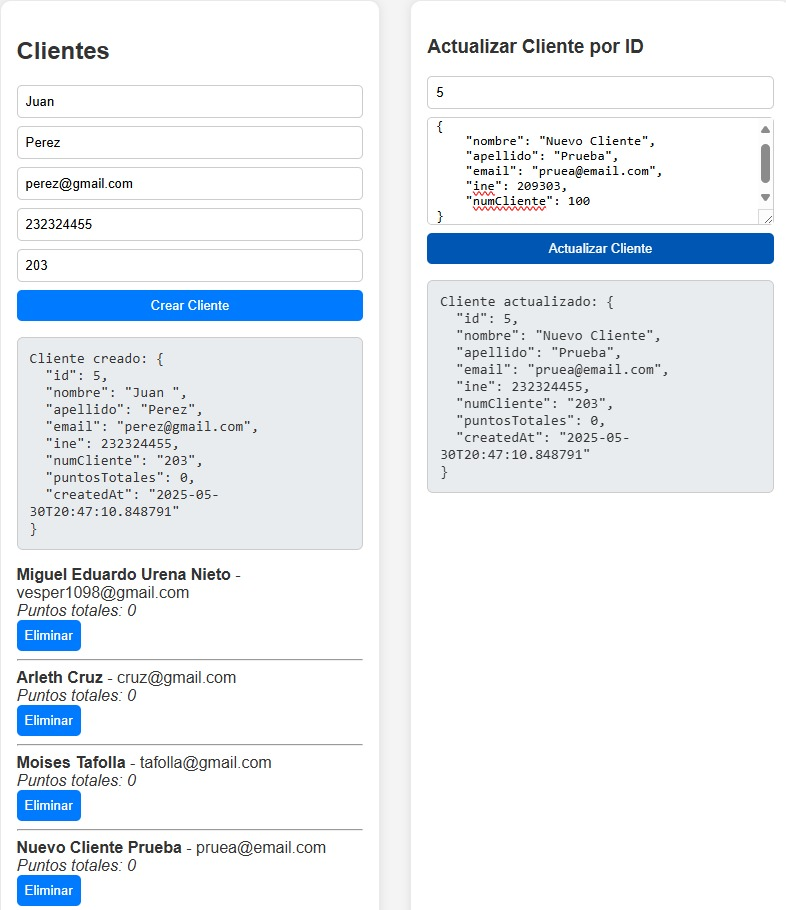 Clientes
Juan
Perez
perez@gmail.com
232324455
203
Crear Cliente
Cliente creado: {
  "id": 5,
  "nombre": "Juan ",
  "apellido": "Perez",
  "email": "perez@gmail.com",
  "ine": 232324455,
  "numCliente": "203",
  "puntosTotales": 0,
  "createdAt": "2025-05-
30T20:47:10.848791"
}
Miguel Eduardo Urena Nieto -
vesper1098@gmail.com
Puntos totales: 0
Eliminar
Arleth Cruz - cruz@gmail.com
Puntos totales: 0
Eliminar
Moises Tafolla - tafolla@gmail.com
Puntos totales: 0
Eliminar
Nuevo Cliente Prueba - pruea@email.com
Puntos totales: 0
Eliminar
Actualizar Cliente por ID
5
{
    "nombre": "Nuevo Cliente",
    "apellido": "Prueba",
    "email": "pruea@email.com",
    "ine": 209303,
    "numCliente": 100
}
Actualizar Cliente
Cliente actualizado: {
  "id": 5,
  "nombre": "Nuevo Cliente",
  "apellido": "Prueba",
  "email": "pruea@email.com",
  "ine": 232324455,
  "numCliente": "203",
  "puntosTotales": 0,
  "createdAt": "2025-05-
30T20:47:10.848791"
}